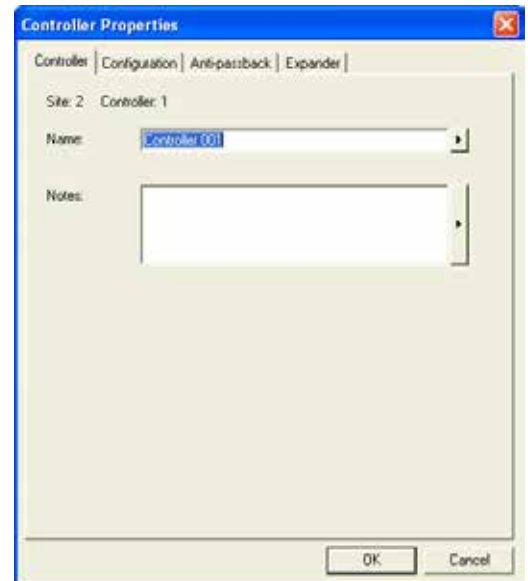 Controller Properties
Controller Configuration Anti-passback Expander
Site: 2 Controller: 1
Name: Controller 001
Notes:
OK Cancel